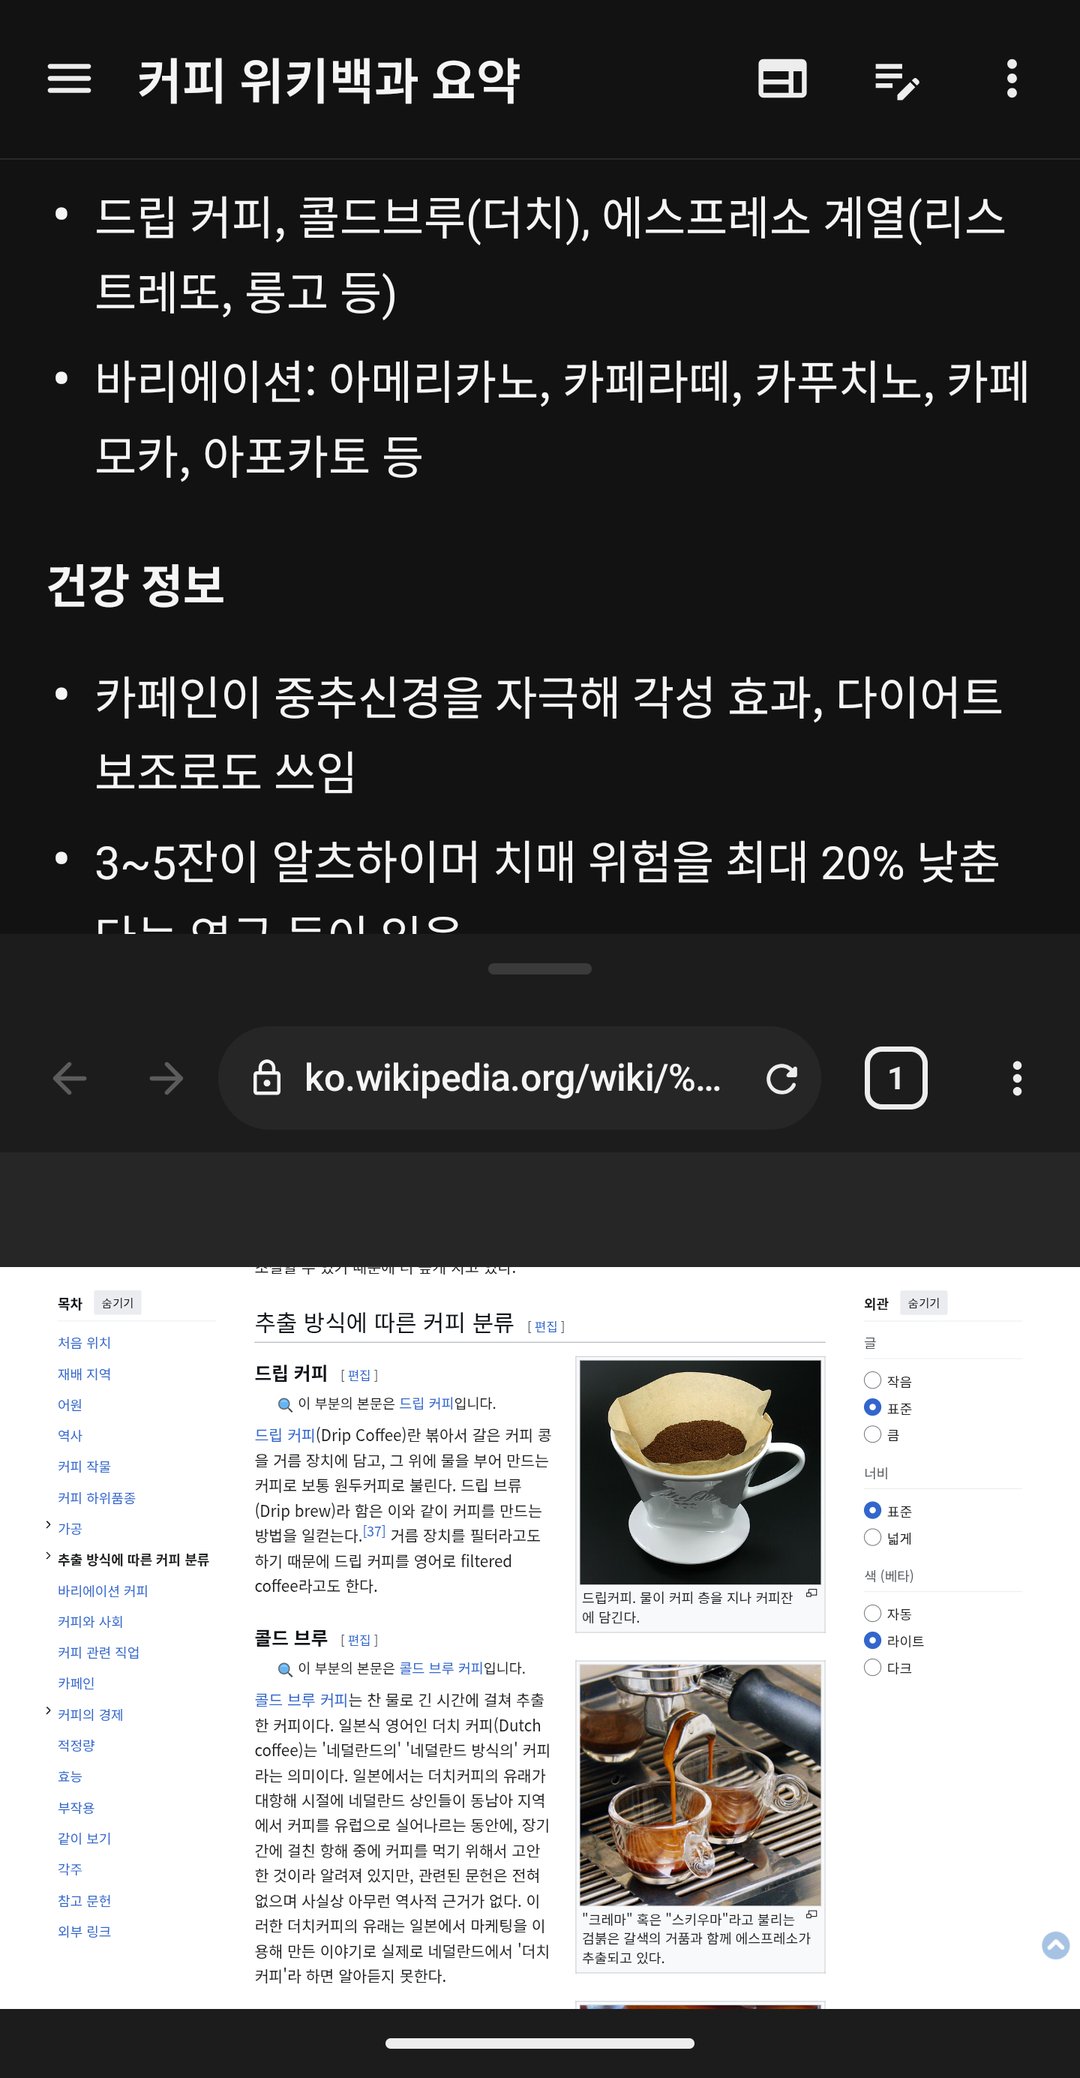 커피 위키백과 요약
• 드립 커피, 콜드브루(더치), 에스프레소 계열(리스
트레또, 룽고 등)
• 바리에이션: 아메리카노, 카페라떼, 카푸치노, 카페
모카, 아포카토 등
건강 정보
• 카페인이 중추신경을 자극해 각성 효과, 다이어트
보조로도 쓰임
• 3~5잔이 알츠하이머 치매 위험을 최대 20% 낮춘
ko.wikipedia.org/wiki/%...
1
목차 숨기기
처음 위치
재배 지역
어원
역사
커피 작물
커피 하위품종
가공
추출 방식에 따른 커피 분류
바리에이션 커피
커피와 사회
커피 관련 직업
카페인
커피의 경제
적정량
효능
부작용
같이 보기
각주
참고 문헌
외부 링크
추출 방식에 따른 커피 분류 [ 편집 ]
드립 커피 [ 편집 ]
이 부분의 본문은 드립 커피입니다.
드립 커피(Drip Coffee)란 볶아서 갈은 커피 콩
을 거름 장치에 담고, 그 위에 물을 부어 만드는
커피로 보통 원두커피로 불린다. 드립 브류
(Drip brew)라 함은 이와 같이 커피를 만드는
방법을 일컫는다.[37] 거름 장치를 필터라고도
하기 때문에 드립 커피를 영어로 filtered
coffee라고도 한다.
드립커피. 물이 커피 층을 지나 커피잔
에 담긴다.
콜드 브루 [ 편집 ]
이 부분의 본문은 콜드 브루 커피입니다.
콜드 브루 커피는 찬 물로 긴 시간에 걸쳐 추출
한 커피이다. 일본식 영어인 더치 커피(Dutch
coffee)는 '네덜란드의' '네덜란드 방식의' 커피
라는 의미이다. 일본에서는 더치커피의 유래가
대항해 시절에 네덜란드 상인들이 동남아 지역
에서 커피를 유럽으로 실어나르는 동안에, 장기
간에 걸친 항해 중에 커피를 먹기 위해서 고안
한 것이라 알려져 있지만, 관련된 문헌은 전혀
없으며 사실상 아무런 역사적 근거가 없다. 이
러한 더치커피의 유래는 일본에서 마케팅을 이
용해 만든 이야기로 실제로 네덜란드에서 '더치
커피'라 하면 알아듣지 못한다.
"크레마" 혹은 "스키우마"라고 불리는
검붉은 갈색의 거품과 함께 에스프레소가
추출되고 있다.
외관 숨기기
글
작음
표준
큼
너비
표준
넓게
색 (베타)
자동
라이트
다크